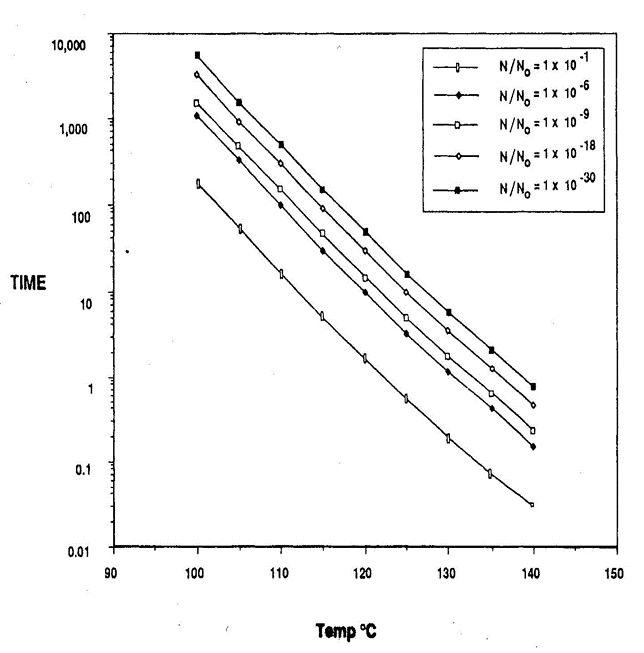 10,000
1,000
100
10
1
0.1
0.01
TIME
N/N₀ = 1 x 10⁻¹
N/N₀ = 1 x 10⁻⁶
N/N₀ = 1 x 10⁻⁹
N/N₀ = 1 x 10⁻¹⁸
N/N₀ = 1 x 10⁻³⁰
90 100 110 120 130 140 150
Temp ºC